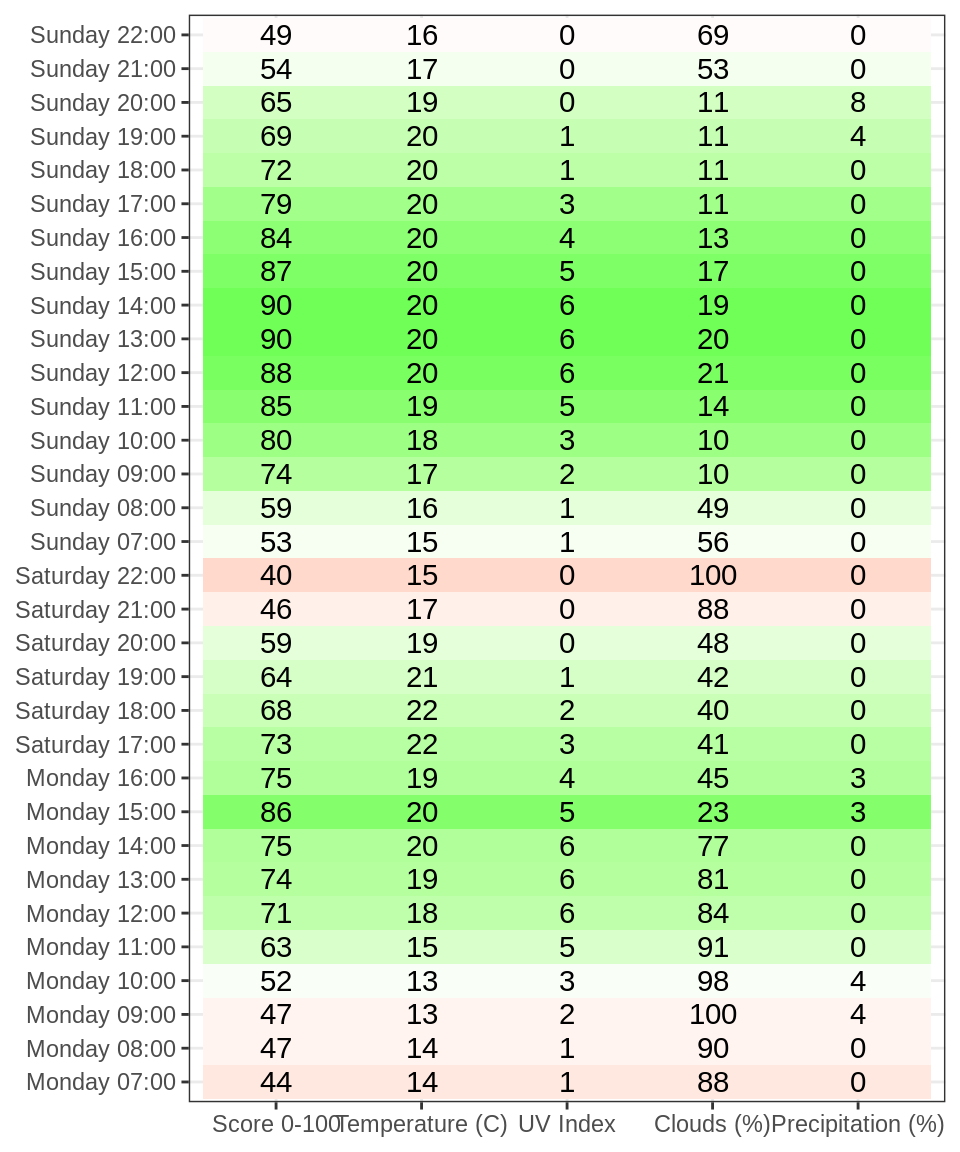 Sunday 22:00 49 16 0 69 0
Sunday 21:00 54 17 0 53 0
Sunday 20:00 65 19 0 11 8
Sunday 19:00 69 20 1 11 4
Sunday 18:00 72 20 1 11 0
Sunday 17:00 79 20 3 11 0
Sunday 16:00 84 20 4 13 0
Sunday 15:00 87 20 5 17 0
Sunday 14:00 90 20 6 19 0
Sunday 13:00 90 20 6 20 0
Sunday 12:00 88 20 6 21 0
Sunday 11:00 85 19 5 14 0
Sunday 10:00 80 18 3 10 0
Sunday 09:00 74 17 2 10 0
Sunday 08:00 59 16 1 49 0
Sunday 07:00 53 15 1 56 0
Saturday 22:00 40 15 0 100 0
Saturday 21:00 46 17 0 88 0
Saturday 20:00 59 19 0 48 0
Saturday 19:00 64 21 1 42 0
Saturday 18:00 68 22 2 40 0
Saturday 17:00 73 22 3 41 0
Monday 16:00 75 19 4 45 3
Monday 15:00 86 20 5 23 3
Monday 14:00 75 20 6 77 0
Monday 13:00 74 19 6 81 0
Monday 12:00 71 18 6 84 0
Monday 11:00 63 15 5 91 0
Monday 10:00 52 13 3 98 4
Monday 09:00 47 13 2 100 4
Monday 08:00 47 14 1 90 0
Monday 07:00 44 14 1 88 0
Score 0-100 Temperature (C) UV Index Clouds (%) Precipitation (%)